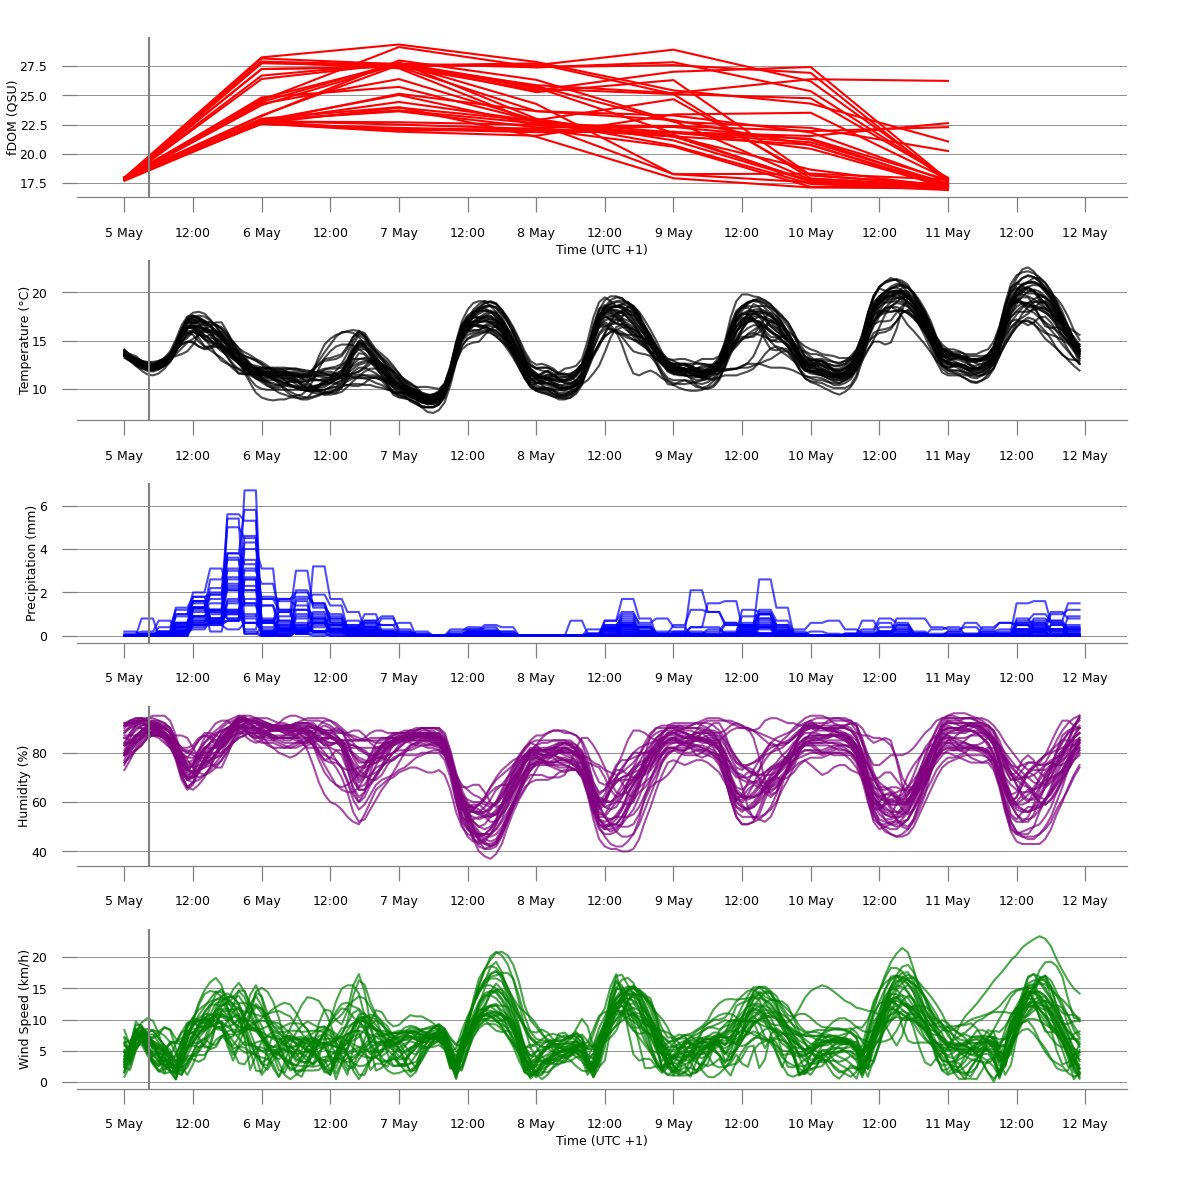 fDOM (QSU)
27.5
25.0
22.5
20.0
17.5
5 May 12:00 6 May 12:00 7 May 12:00 8 May 12:00 9 May 12:00 10 May 12:00 11 May 12:00 12 May
Time (UTC +1)
Temperature (°C)
20
15
10
5 May 12:00 6 May 12:00 7 May 12:00 8 May 12:00 9 May 12:00 10 May 12:00 11 May 12:00 12 May
Precipitation (mm)
6
4
2
0
5 May 12:00 6 May 12:00 7 May 12:00 8 May 12:00 9 May 12:00 10 May 12:00 11 May 12:00 12 May
Humidity (%)
80
60
40
5 May 12:00 6 May 12:00 7 May 12:00 8 May 12:00 9 May 12:00 10 May 12:00 11 May 12:00 12 May
Wind Speed (km/h)
20
15
10
5
0
5 May 12:00 6 May 12:00 7 May 12:00 8 May 12:00 9 May 12:00 10 May 12:00 11 May 12:00 12 May
Time (UTC +1)